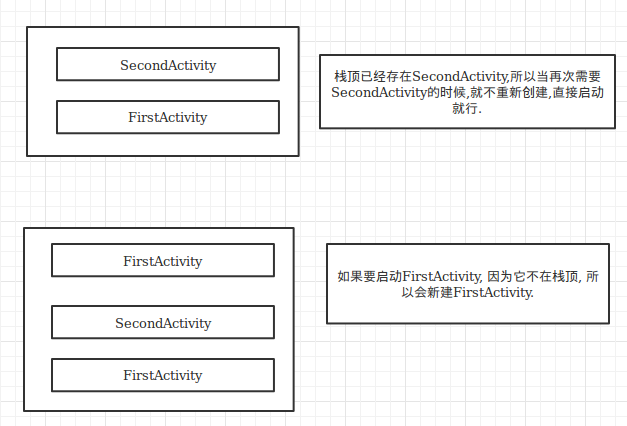 SecondActivity
FirstActivity
栈顶已经存在SecondActivity,所以当再次需要
SecondActivity的时候,就不重新创建,直接启动
就行.
FirstActivity
SecondActivity
FirstActivity
如果要启动FirstActivity, 因为它不在栈顶, 所
以会新建FirstActivity.